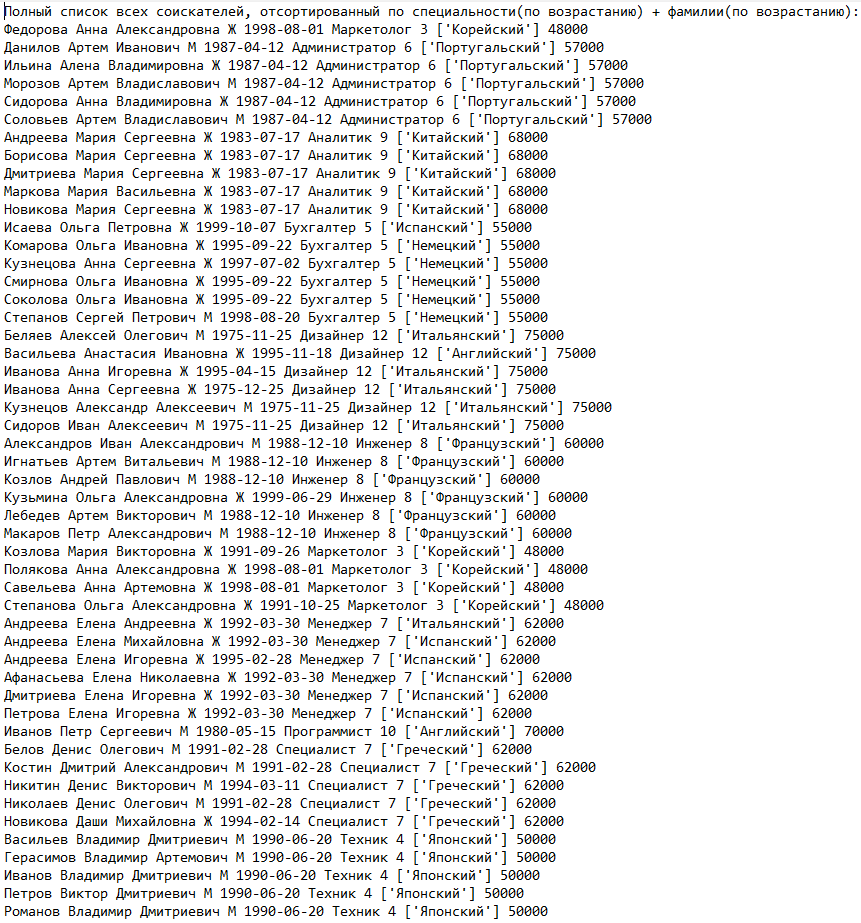 Полный список всех соискателей, отсортированный по специальности(по возрастанию) + фамилии(по возрастанию):
Федорова Анна Александровна Ж 1998-08-01 Маркетолог 3 ['Корейский'] 48000
Данилов Артем Иванович М 1987-04-12 Администратор 6 ['Португальский'] 57000
Ильина Алена Владимировна Ж 1987-04-12 Администратор 6 ['Португальский'] 57000
Морозов Артем Владиславович М 1987-04-12 Администратор 6 ['Португальский'] 57000
Сидорова Анна Владимировна Ж 1987-04-12 Администратор 6 ['Португальский'] 57000
Соловьев Артем Владиславович М 1987-04-12 Администратор 6 ['Португальский'] 57000
Андреева Мария Сергеевна Ж 1983-07-17 Аналитик 9 ['Китайский'] 68000
Борисова Мария Сергеевна Ж 1983-07-17 Аналитик 9 ['Китайский'] 68000
Дмитриева Мария Сергеевна Ж 1983-07-17 Аналитик 9 ['Китайский'] 68000
Маркова Мария Васильевна Ж 1983-07-17 Аналитик 9 ['Китайский'] 68000
Новикова Мария Сергеевна Ж 1983-07-17 Аналитик 9 ['Китайский'] 68000
Исаева Ольга Петровна Ж 1999-10-07 Бухгалтер 5 ['Испанский'] 55000
Комарова Ольга Ивановна Ж 1995-09-22 Бухгалтер 5 ['Немецкий'] 55000
Кузнецова Анна Сергеевна Ж 1997-07-02 Бухгалтер 5 ['Немецкий'] 55000
Смирнова Ольга Ивановна Ж 1995-09-22 Бухгалтер 5 ['Немецкий'] 55000
Соколова Ольга Ивановна Ж 1995-09-22 Бухгалтер 5 ['Немецкий'] 55000
Степанов Сергей Петрович М 1998-08-20 Бухгалтер 5 ['Немецкий'] 55000
Беляев Алексей Олегович М 1975-11-25 Дизайнер 12 ['Итальянский'] 75000
Васильева Анастасия Ивановна Ж 1995-11-18 Дизайнер 12 ['Английский'] 75000
Иванова Анна Игоревна Ж 1995-04-15 Дизайнер 12 ['Итальянский'] 75000
Иванова Анна Сергеевна Ж 1975-12-25 Дизайнер 12 ['Итальянский'] 75000
Кузнецов Александр Алексеевич М 1975-11-25 Дизайнер 12 ['Итальянский'] 75000
Сидоров Иван Алексеевич М 1975-11-25 Дизайнер 12 ['Итальянский'] 75000
Александров Иван Александрович М 1988-12-10 Инженер 8 ['Французский'] 60000
Игнатьев Артем Витальевич М 1988-12-10 Инженер 8 ['Французский'] 60000
Козлов Андрей Павлович М 1988-12-10 Инженер 8 ['Французский'] 60000
Кузьмина Ольга Александровна Ж 1999-06-29 Инженер 8 ['Французский'] 60000
Лебедев Артем Викторович М 1988-12-10 Инженер 8 ['Французский'] 60000
Макаров Петр Александрович М 1988-12-10 Инженер 8 ['Французский'] 60000
Козлова Мария Викторовна Ж 1991-09-26 Маркетолог 3 ['Корейский'] 48000
Полякова Анна Александровна Ж 1998-08-01 Маркетолог 3 ['Корейский'] 48000
Савельева Анна Артемовна Ж 1998-08-01 Маркетолог 3 ['Корейский'] 48000
Степанова Ольга Александровна Ж 1991-10-25 Маркетолог 3 ['Корейский'] 48000
Андреева Елена Андреевна Ж 1992-03-30 Менеджер 7 ['Итальянский'] 62000
Андреева Елена Михайловна Ж 1992-03-30 Менеджер 7 ['Испанский'] 62000
Андреева Елена Игоревна Ж 1995-02-28 Менеджер 7 ['Испанский'] 62000
Афанасьева Елена Николаевна Ж 1992-03-30 Менеджер 7 ['Испанский'] 62000
Дмитриева Елена Игоревна Ж 1992-03-30 Менеджер 7 ['Испанский'] 62000
Петрова Елена Игоревна Ж 1992-03-30 Менеджер 7 ['Испанский'] 62000
Иванов Петр Сергеевич М 1980-05-15 Программист 10 ['Английский'] 70000
Белов Денис Олегович М 1991-02-28 Специалист 7 ['Греческий'] 62000
Костин Дмитрий Александрович М 1991-02-28 Специалист 7 ['Греческий'] 62000
Никитин Денис Викторович М 1994-03-11 Специалист 7 ['Греческий'] 62000
Николаев Денис Олегович М 1991-02-28 Специалист 7 ['Греческий'] 62000
Новикова Даши Михайловна Ж 1994-02-14 Специалист 7 ['Греческий'] 62000
Васильев Владимир Дмитриевич М 1990-06-20 Техник 4 ['Японский'] 50000
Герасимов Владимир Артемович М 1990-06-20 Техник 4 ['Японский'] 50000
Иванов Владимир Дмитриевич М 1990-06-20 Техник 4 ['Японский'] 50000
Петров Виктор Дмитриевич М 1990-06-20 Техник 4 ['Японский'] 50000
Романов Владимир Дмитриевич М 1990-06-20 Техник 4 ['Японский'] 50000